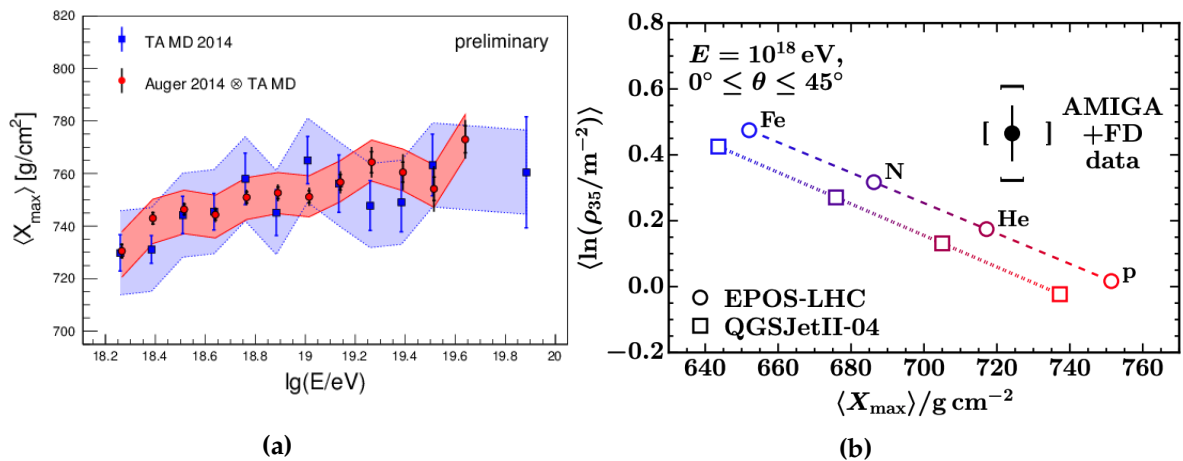 820
800
780
760
740
720
700
⟨X_max⟩ [g/cm²]
TA MD 2014
Auger 2014 ⊗ TA MD
preliminary
18.2 18.4 18.6 18.8 19 19.2 19.4 19.6 19.8 20
lg(E/eV)
(a)
0.8
0.6
0.4
0.2
0.0
−0.2
⟨ln(ρ₃₅/m⁻²)⟩
E = 10¹⁸ eV,
0° ≤ θ ≤ 45°
Fe
N
He
p
AMIGA
+FD
data
EPOS-LHC
QGSJetII-04
640 660 680 700 720 740 760
⟨X_max⟩/g cm⁻²
(b)